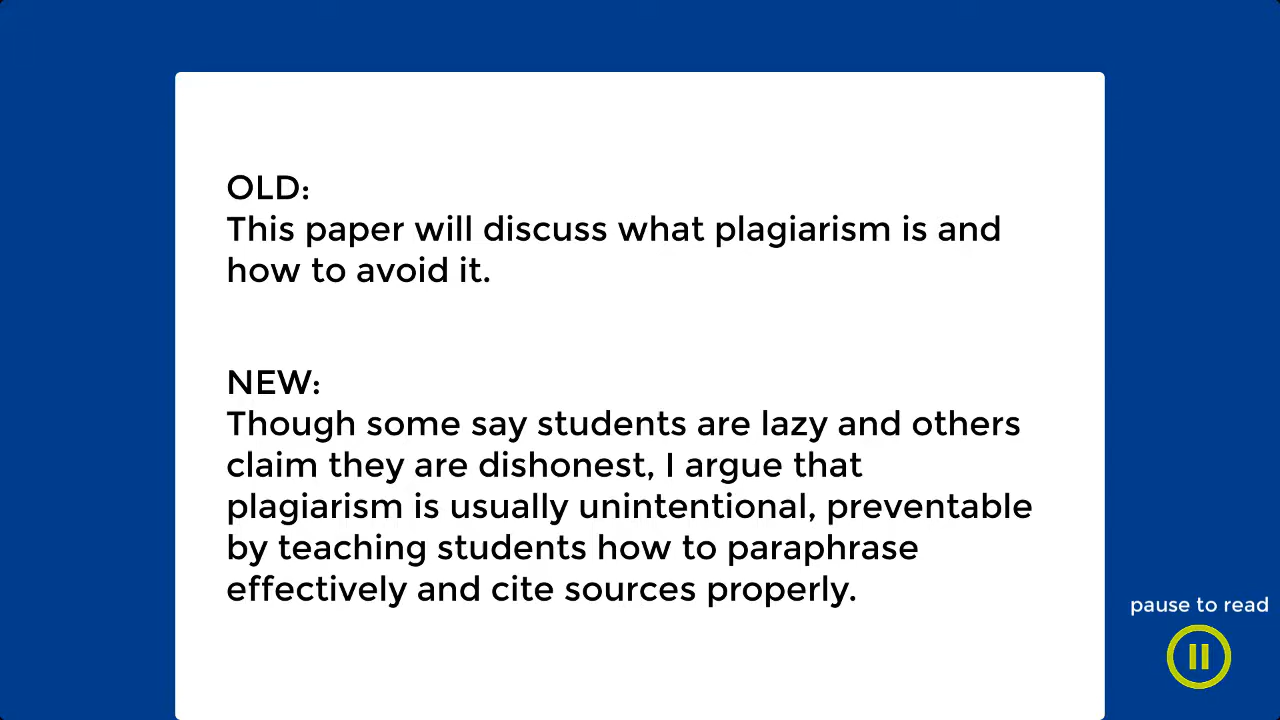 OLD:
This paper will discuss what plagiarism is and
how to avoid it.
NEW:
Though some say students are lazy and others
claim they are dishonest, I argue that
plagiarism is usually unintentional, preventable
by teaching students how to paraphrase
effectively and cite sources properly.
pause to read